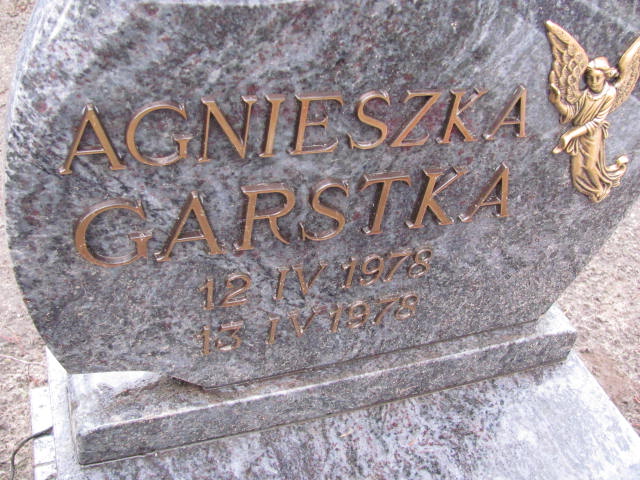 AGNIESZKA
GARSTKA
12 IV 1978
13 IV 1978